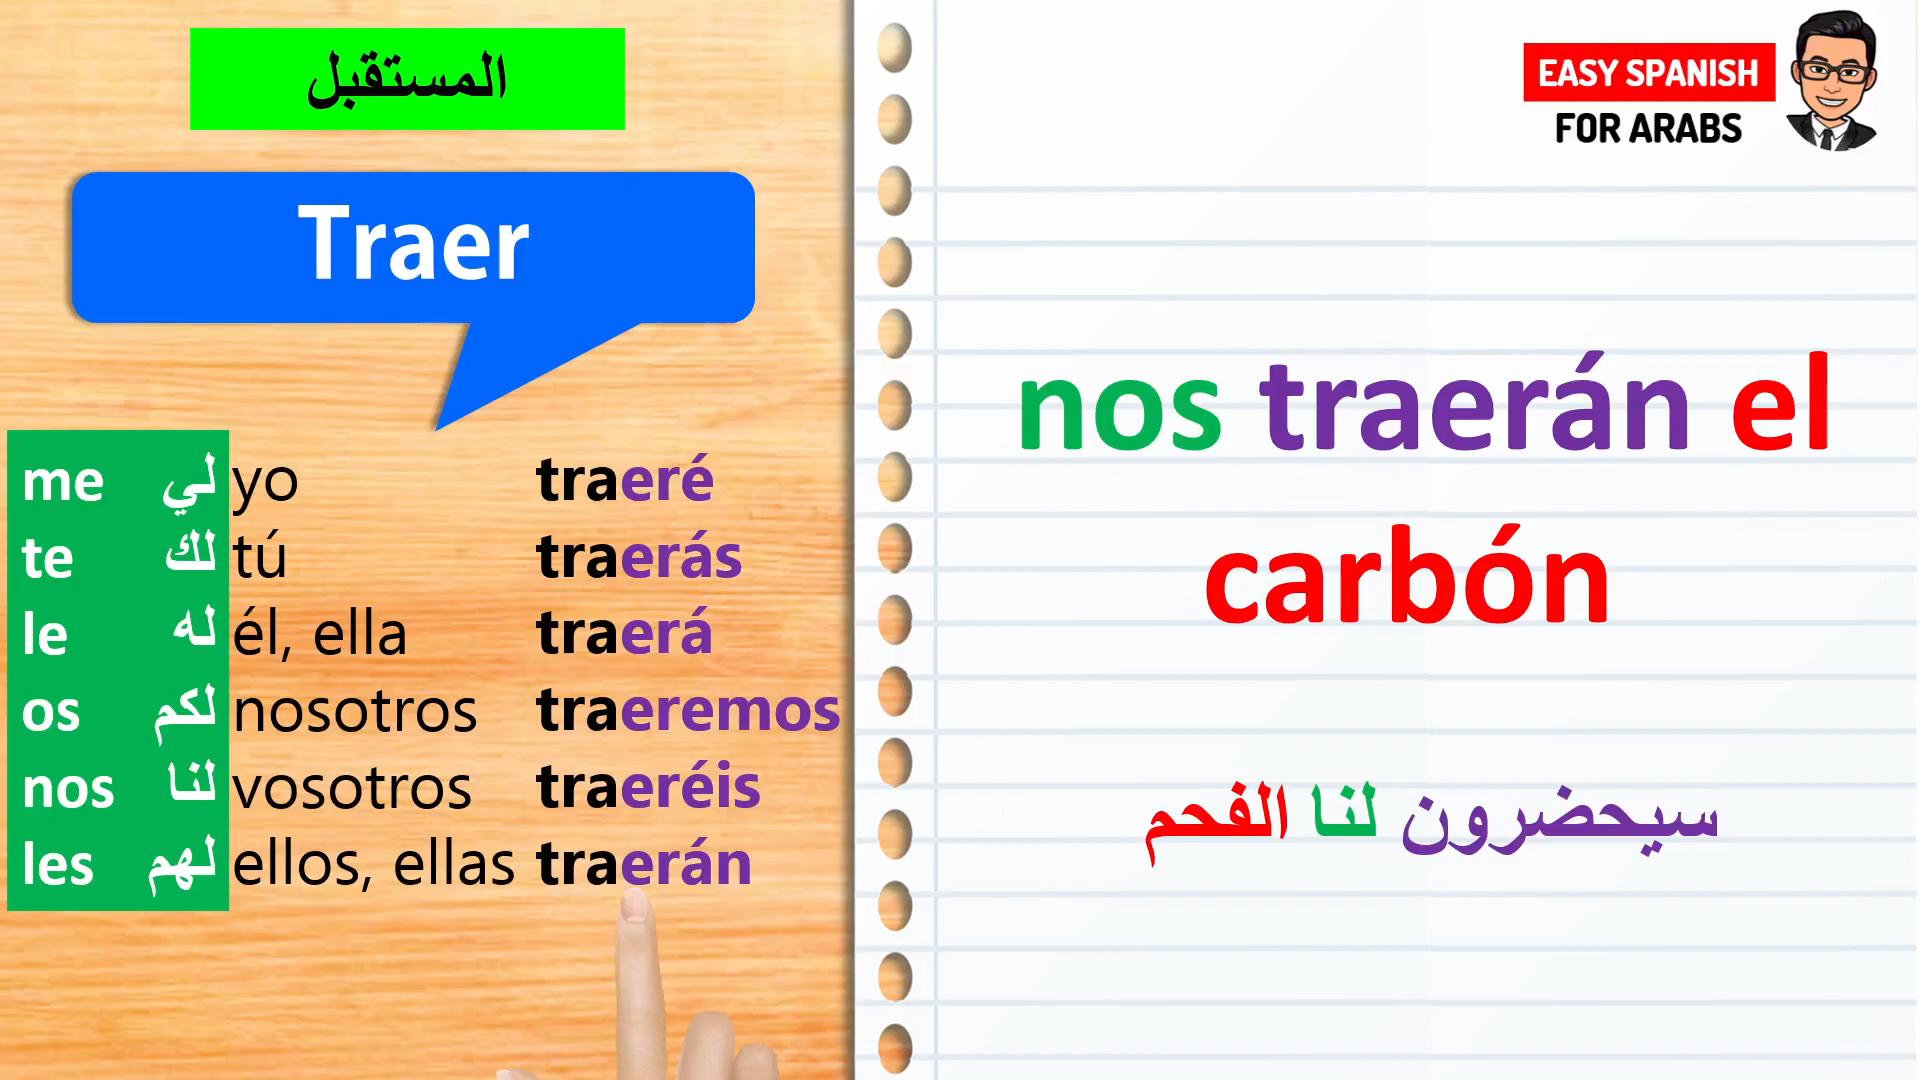 المستقبل
Traer
me لي yo traeré
te لك tú traerás
le له él, ella traerá
os لكم nosotros traeremos
nos لنا vosotros traeréis
les لهم ellos, ellas traerán
EASY SPANISH
FOR ARABS
nos traerán el
carbón
سيحضرون لنا الفحم